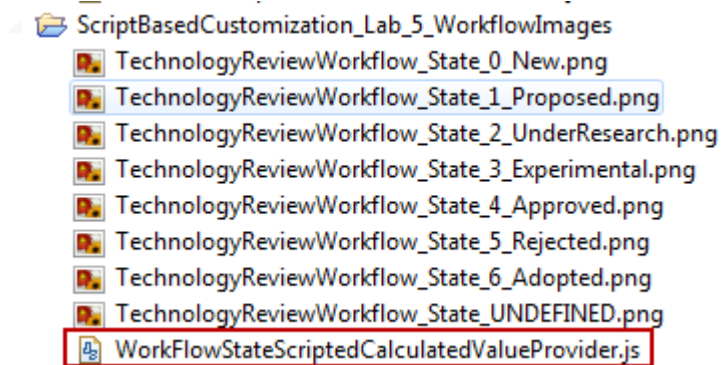 ScriptBasedCustomization_Lab_5_WorkflowImages
TechnologyReviewWorkflow_State_0_New.png
TechnologyReviewWorkflow_State_1_Proposed.png
TechnologyReviewWorkflow_State_2_UnderResearch.png
TechnologyReviewWorkflow_State_3_Experimental.png
TechnologyReviewWorkflow_State_4_Approved.png
TechnologyReviewWorkflow_State_5_Rejected.png
TechnologyReviewWorkflow_State_6_Adopted.png
TechnologyReviewWorkflow_State_UNDEFINED.png
WorkFlowStateScriptedCalculatedValueProvider.js